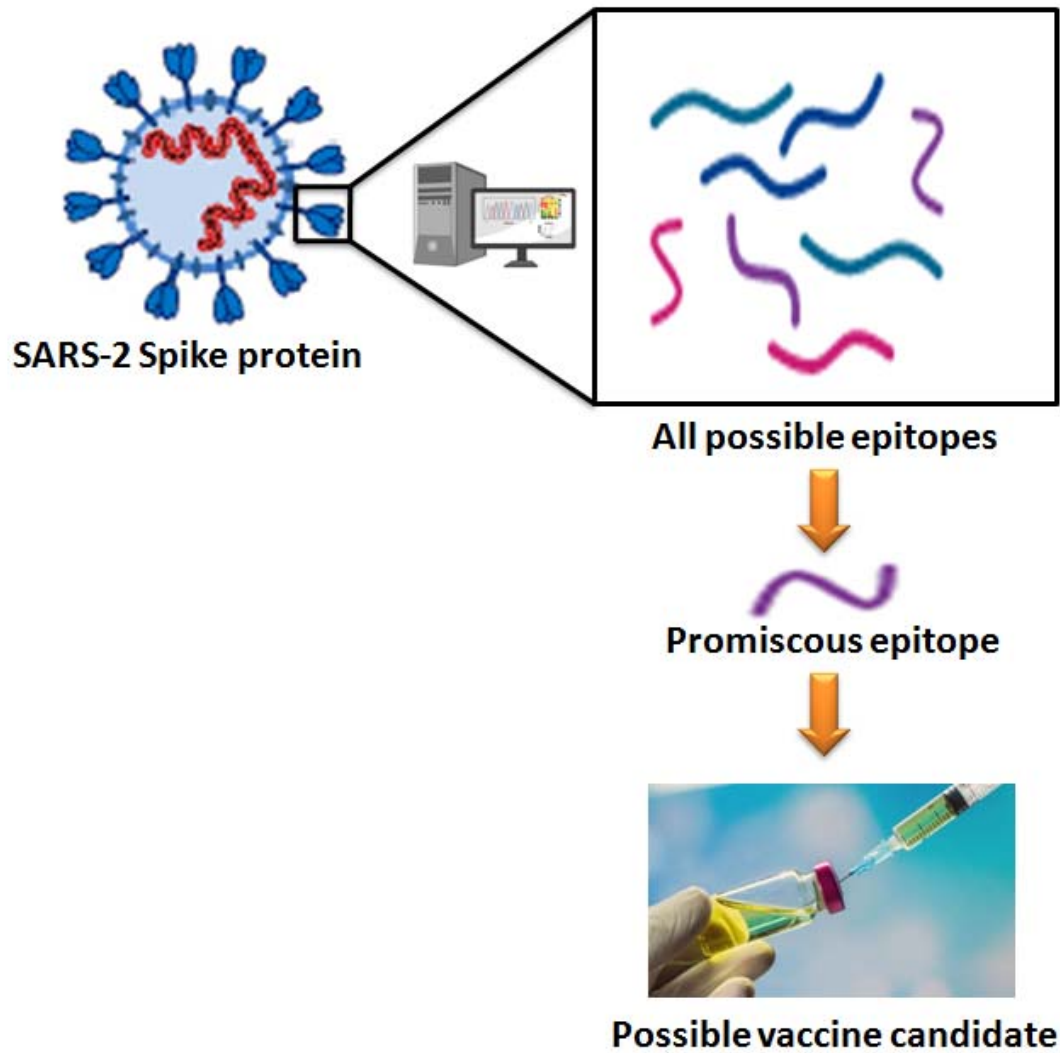 SARS-2 Spike protein
All possible epitopes
Promiscous epitope
Possible vaccine candidate